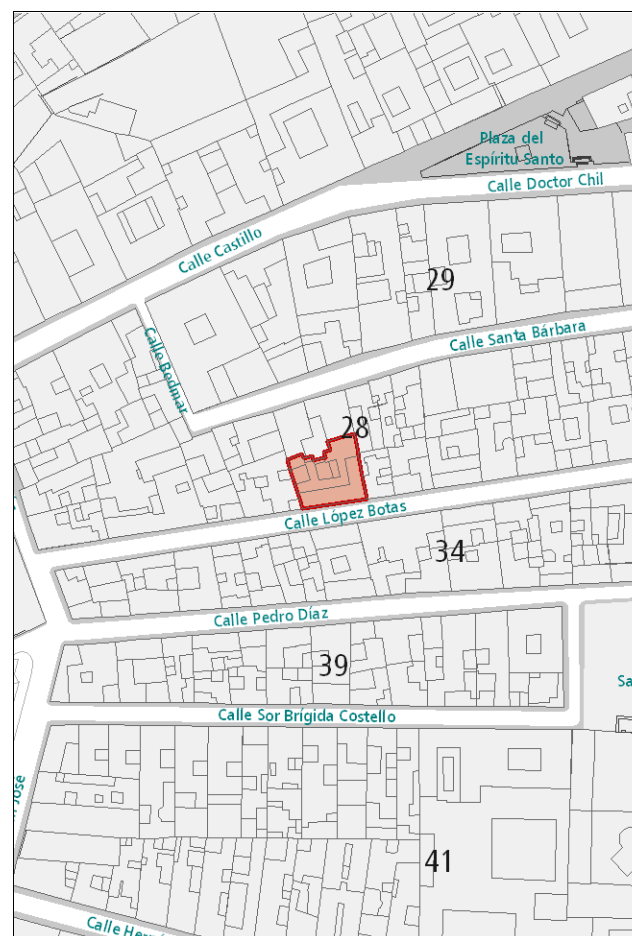 Plaza del
Espíritu Santo
Calle Doctor Chil
Calle Castillo
29
Calle Santa Bárbara
Calle Bedmar
28
Calle López Botas
34
Calle Pedro Díaz
39
Calle Sor Brígida Costello
41